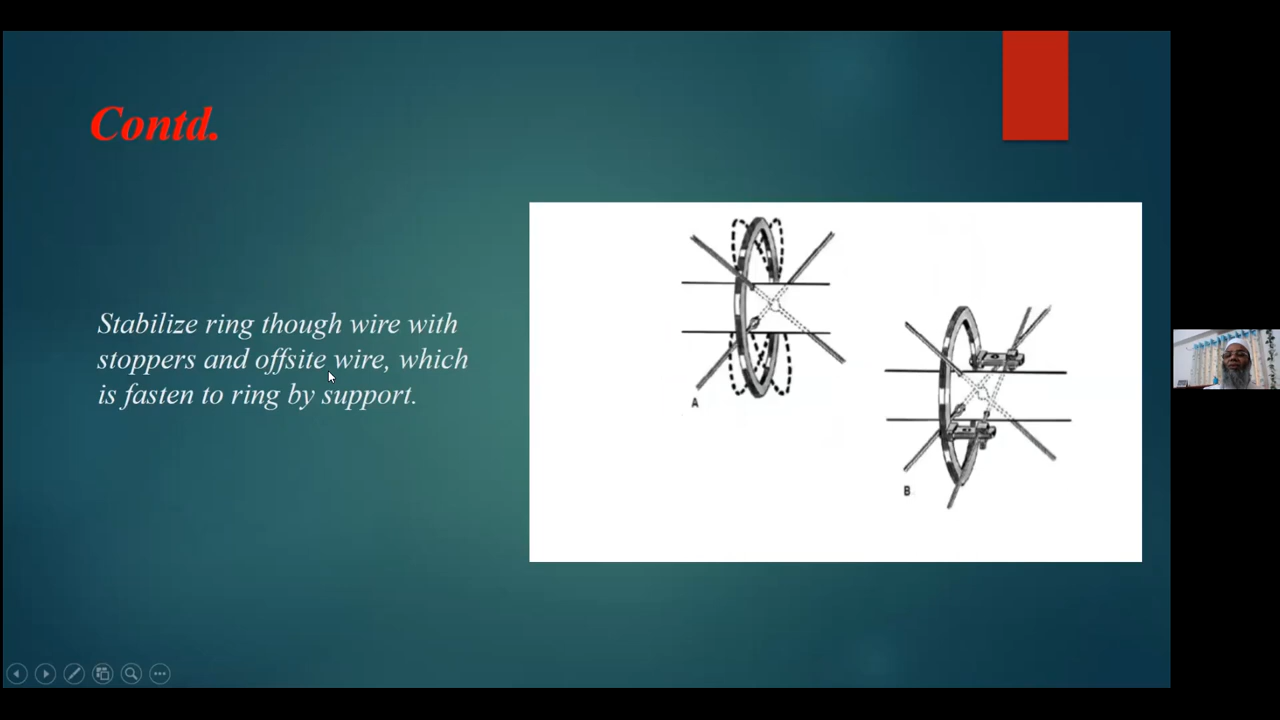 Contd.
Stabilize ring though wire with
stoppers and offsite wire, which
is fasten to ring by support.
A
B